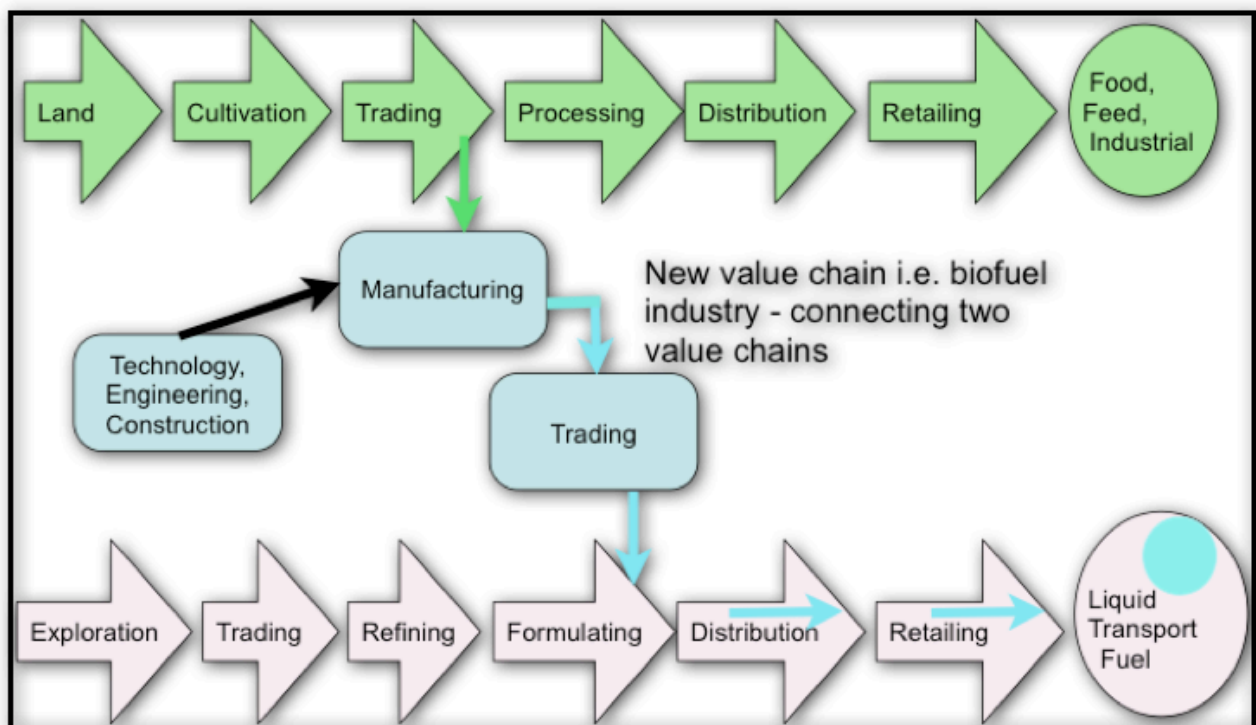 Land
Cultivation
Trading
Processing
Distribution
Retailing
Food,
Feed,
Industrial
Manufacturing
New value chain i.e. biofuel
industry - connecting two
value chains
Technology,
Engineering,
Construction
Trading
Exploration
Trading
Refining
Formulating
Distribution
Retailing
Liquid
Transport
Fuel